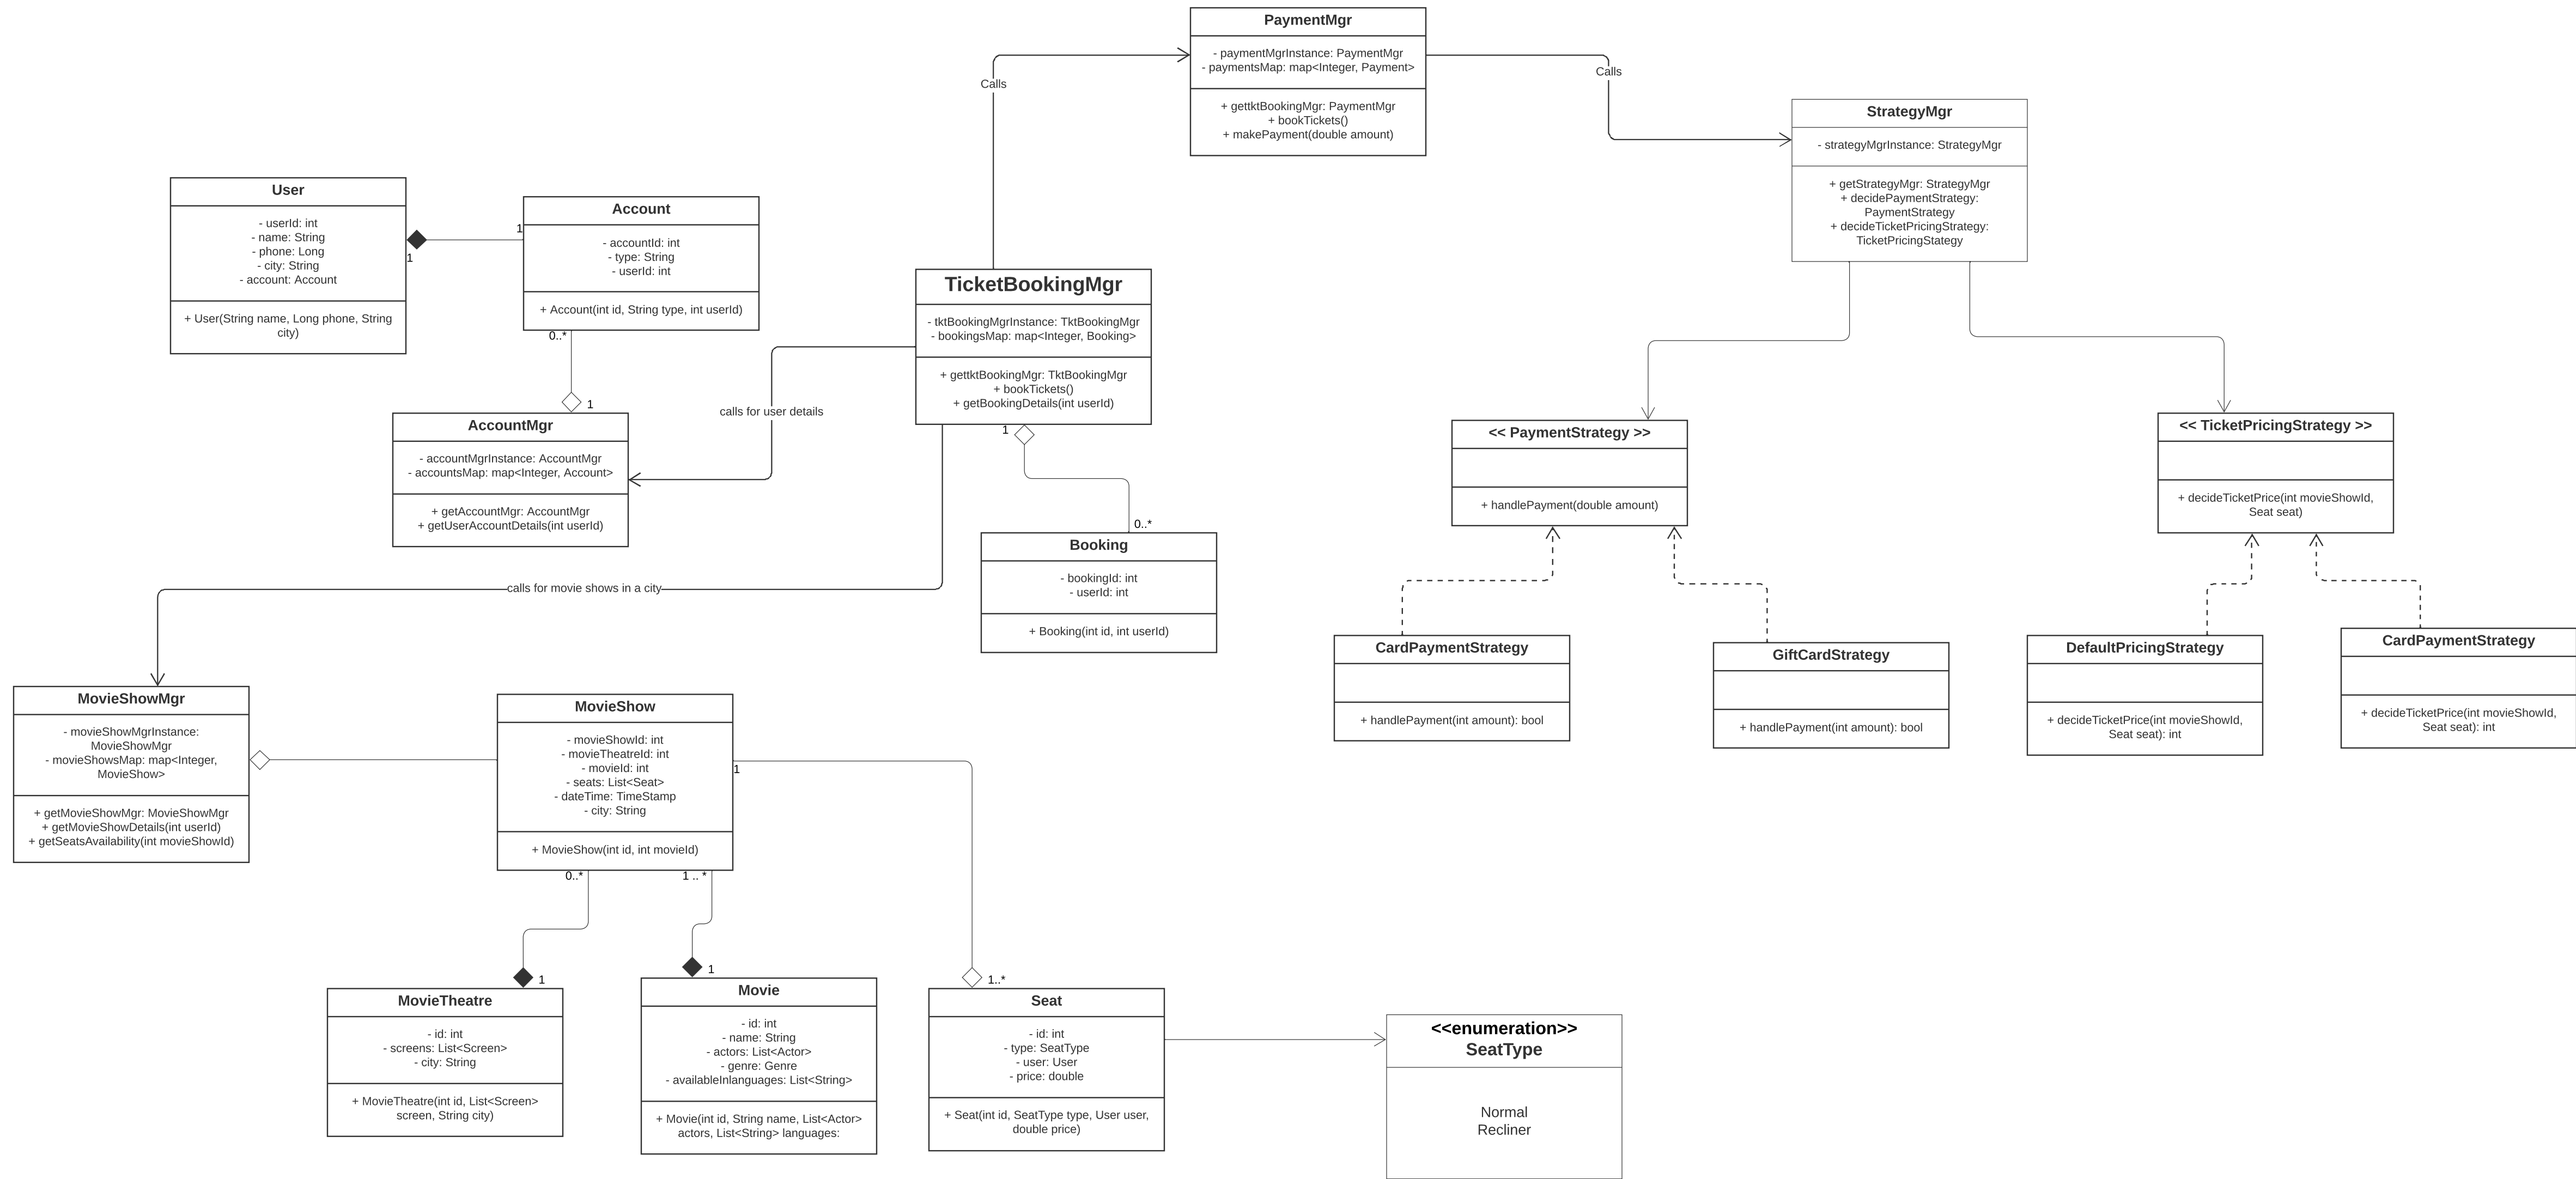 PaymentMgr
- paymentMgrInstance: PaymentMgr
- paymentsMap: map<Integer, Payment>
+ gettktBookingMgr: PaymentMgr
+ bookTickets()
+ makePayment(double amount)
Calls
Calls
StrategyMgr
- strategyMgrInstance: StrategyMgr
+ getStrategyMgr: StrategyMgr
+ decidePaymentStrategy:
PaymentStrategy
+ decideTicketPricingStrategy:
TicketPricingStategy
User
- userId: int
- name: String
- phone: Long
- city: String
- account: Account
+ User(String name, Long phone, String
city)
1
1
Account
- accountId: int
- type: String
- userId: int
+ Account(int id, String type, int userId)
0..*
1
AccountMgr
- accountMgrInstance: AccountMgr
- accountsMap: map<Integer, Account>
+ getAccountMgr: AccountMgr
+ getUserAccountDetails(int userId)
calls for user details
TicketBookingMgr
- tktBookingMgrInstance: TktBookingMgr
- bookingsMap: map<Integer, Booking>
+ gettktBookingMgr: TktBookingMgr
+ bookTickets()
+ getBookingDetails(int userId)
1
0..*
Booking
- bookingId: int
- userId: int
+ Booking(int id, int userId)
calls for movie shows in a city
<< PaymentStrategy >>
+ handlePayment(double amount)
<< TicketPricingStrategy >>
+ decideTicketPrice(int movieShowId,
Seat seat)
CardPaymentStrategy
+ handlePayment(int amount): bool
GiftCardStrategy
+ handlePayment(int amount): bool
DefaultPricingStrategy
+ decideTicketPrice(int movieShowId,
Seat seat): int
CardPaymentStrategy
+ decideTicketPrice(int movieShowId,
Seat seat): int
MovieShowMgr
- movieShowMgrInstance:
MovieShowMgr
- movieShowsMap: map<Integer,
MovieShow>
+ getMovieShowMgr: MovieShowMgr
+ getMovieShowDetails(int userId)
+ getSeatsAvailability(int movieShowId)
MovieShow
- movieShowId: int
- movieTheatreId: int
- movieId: int
- seats: List<Seat>
- dateTime: TimeStamp
- city: String
+ MovieShow(int id, int movieId)
1
0..*
1 .. *
1
1
1..*
MovieTheatre
- id: int
- screens: List<Screen>
- city: String
+ MovieTheatre(int id, List<Screen>
screen, String city)
Movie
- id: int
- name: String
- actors: List<Actor>
- genre: Genre
- availableInlanguages: List<String>
+ Movie(int id, String name, List<Actor>
actors, List<String> languages:
Seat
- id: int
- type: SeatType
- user: User
- price: double
+ Seat(int id, SeatType type, User user,
double price)
<<enumeration>>
SeatType
Normal
Recliner